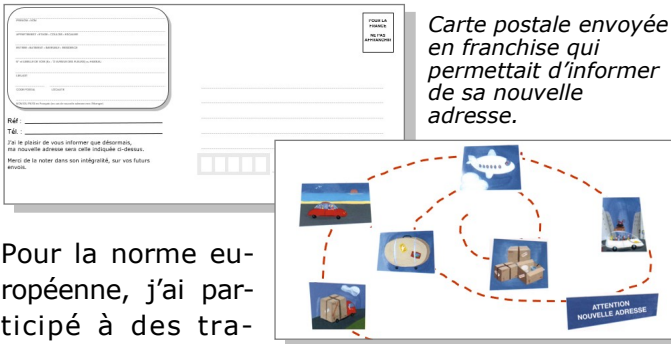 POUR LA
FRANCE
NE PAS
AFFRANCHIR
Réf :
Tél. :
J'ai le plaisir de vous informer que désormais,
ma nouvelle adresse sera celle indiquée ci-dessus.
Merci de la noter dans son intégralité, sur vos futurs
envois.
Carte postale envoyée
en franchise qui
permettait d'informer
de sa nouvelle
adresse.
ATTENTION
NOUVELLE ADRESSE
Pour la norme eu-
ropéenne, j'ai par-
ticipé à des tra-